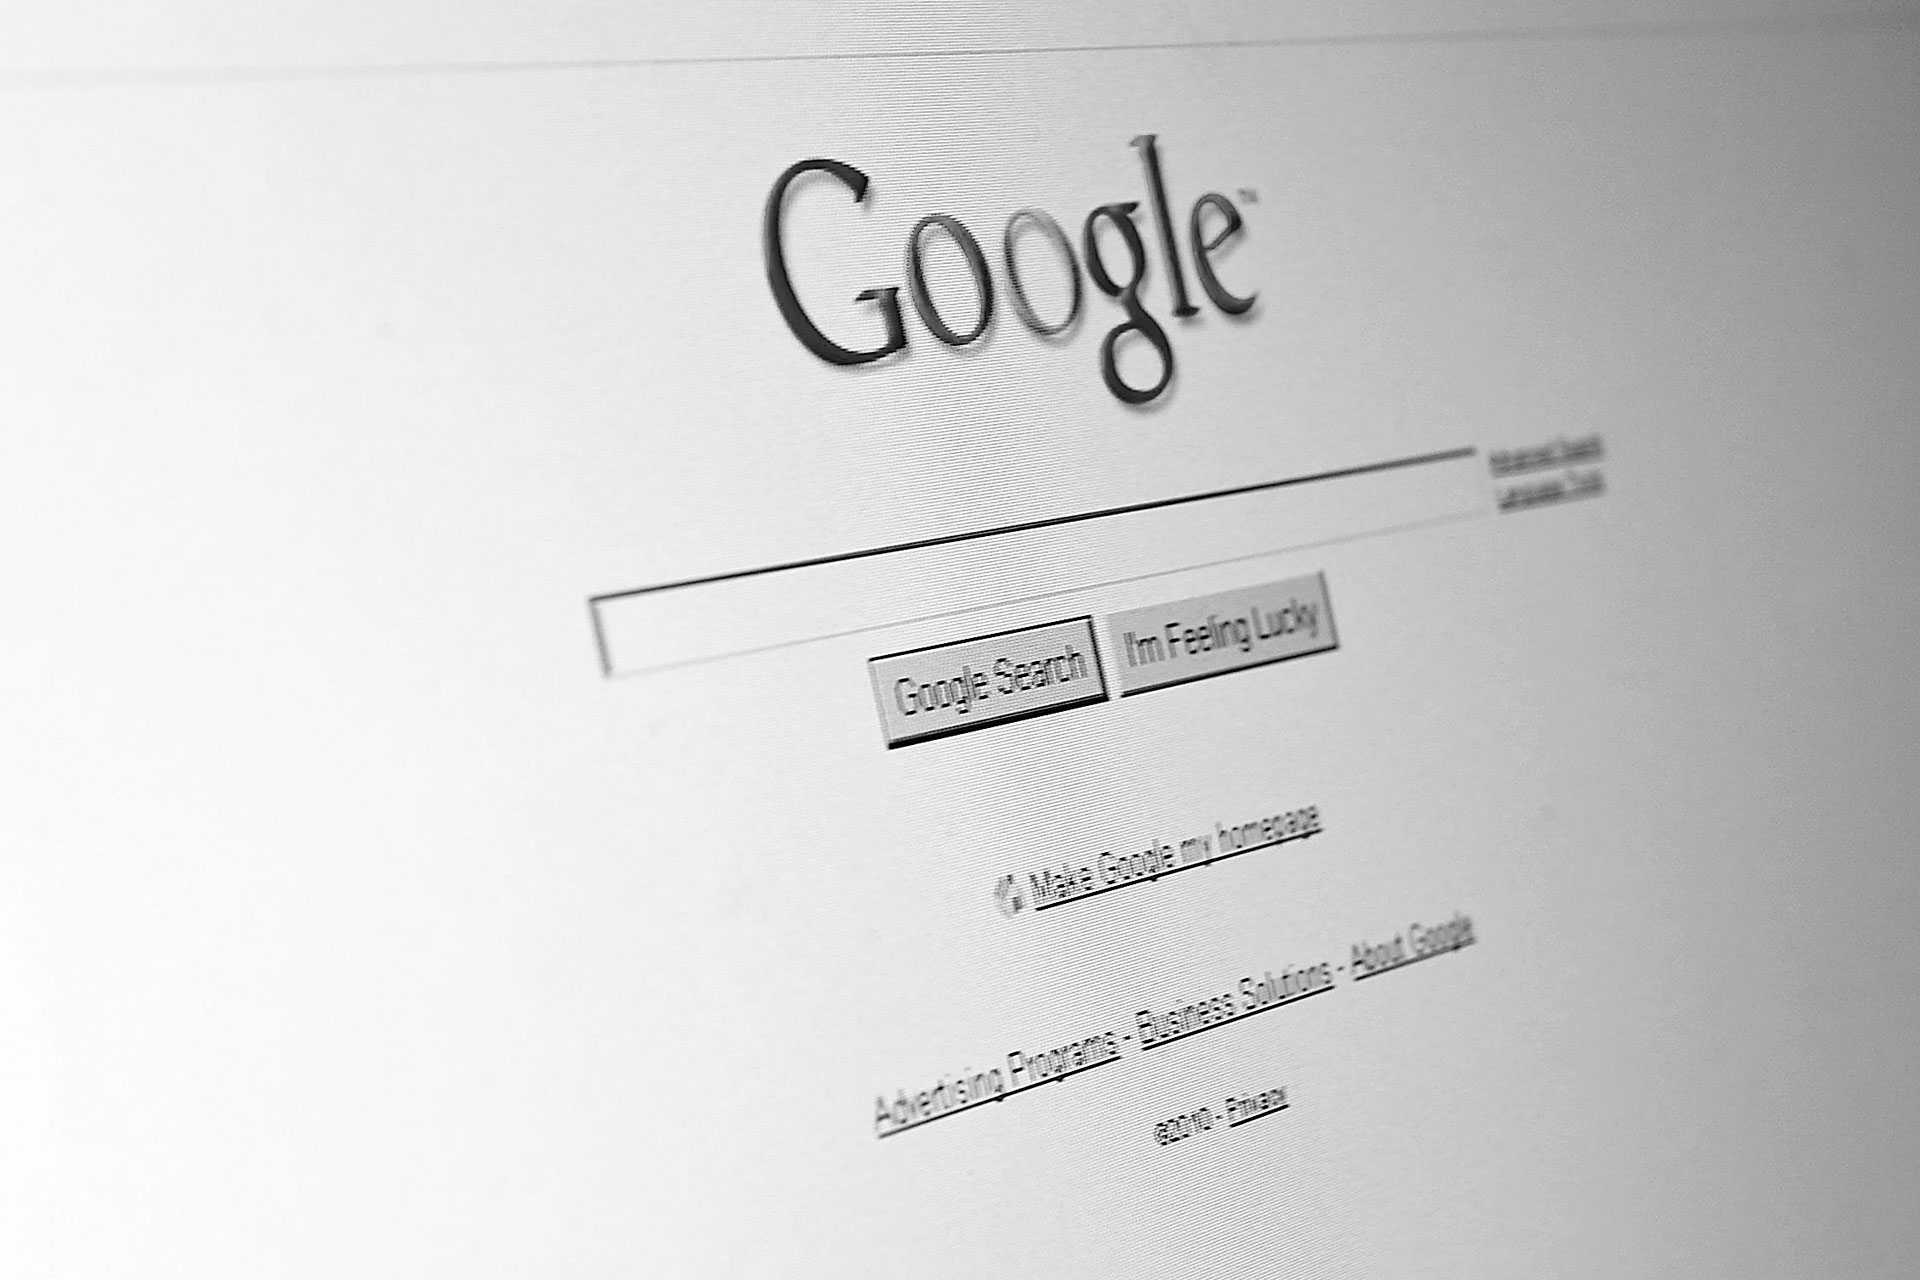 Google™
Advanced Search
Language Tools
Google Search I'm Feeling Lucky
Make Google my homepage
Advertising Programs - Business Solutions - About Google
©2010 - Privacy